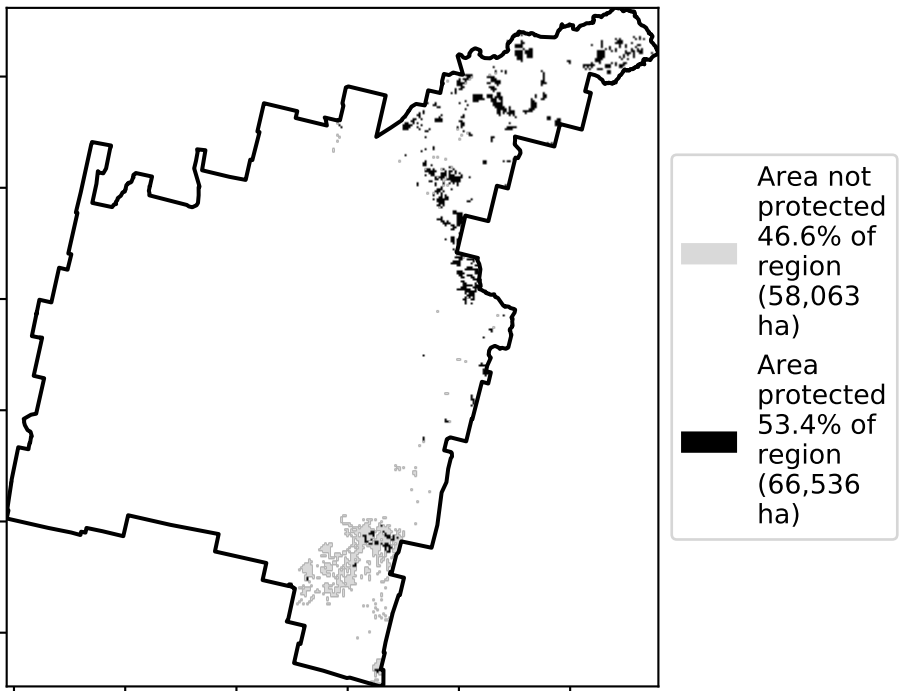 Area not
protected
46.6% of
region
(58,063
ha)
Area
protected
53.4% of
region
(66,536
ha)